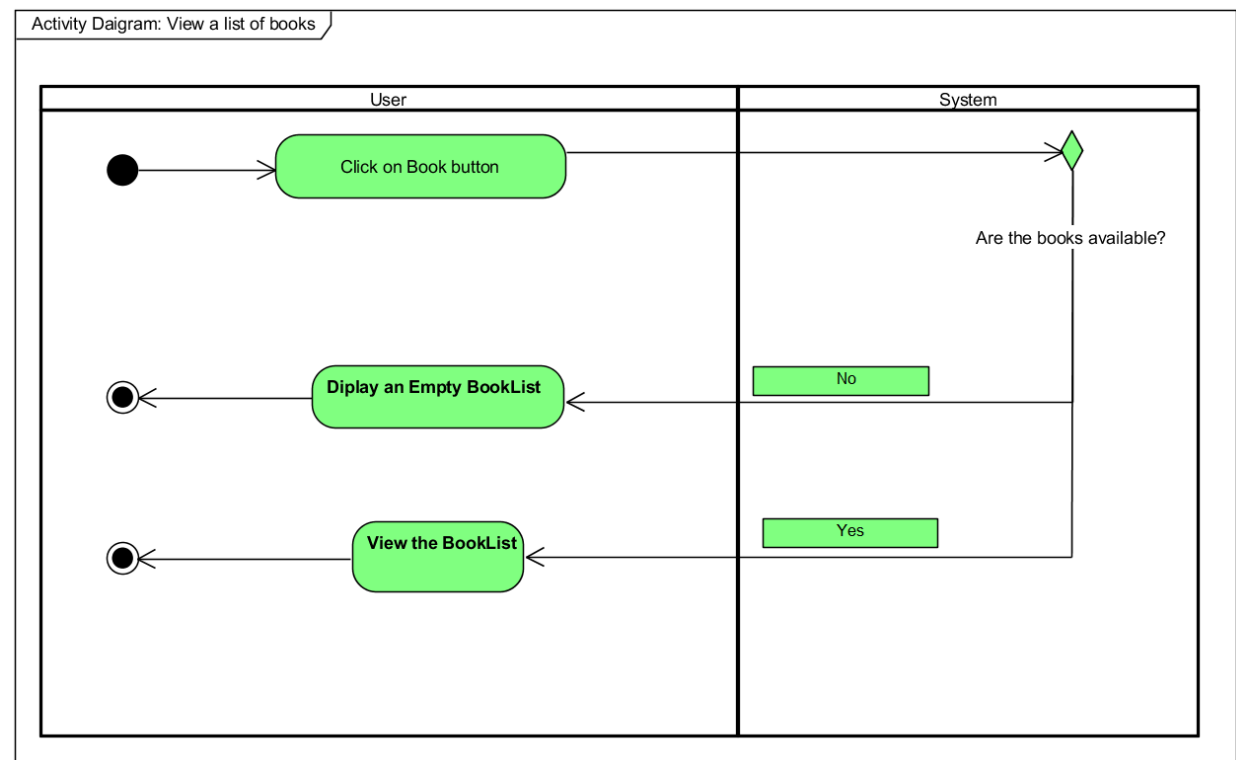 Activity Daigram: View a list of books
User
System
Click on Book button
Are the books available?
Diplay an Empty BookList
No
View the BookList
Yes